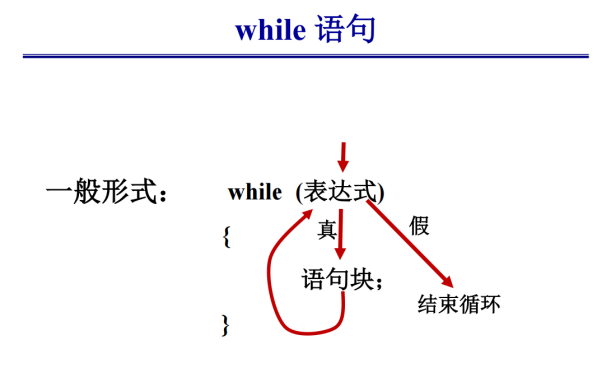 while 语句
一般形式： while (表达式)
{
真
假
语句块；
结束循环
}